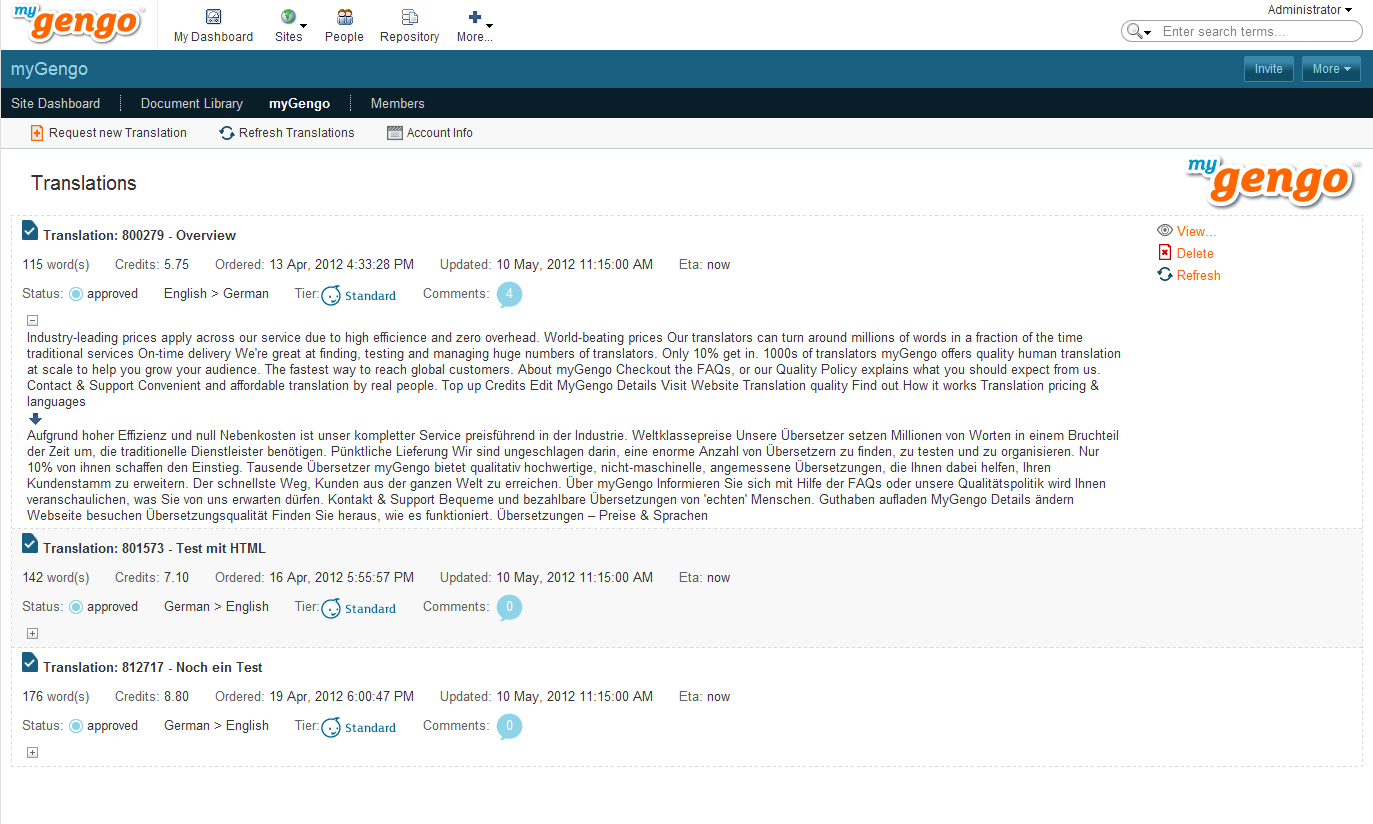 my gengo
My Dashboard Sites People Repository More...
Administrator
Enter search terms...
myGengo
Invite More
Site Dashboard Document Library myGengo Members
Request new Translation Refresh Translations Account Info
Translations
my gengo
Translation: 800279 - Overview
View...
Delete
Refresh
115 word(s) Credits: 5.75 Ordered: 13 Apr, 2012 4:33:28 PM Updated: 10 May, 2012 11:15:00 AM Eta: now
Status: approved English > German Tier: Standard Comments: 4
Industry-leading prices apply across our service due to high efficience and zero overhead. World-beating prices Our translators can turn around millions of words in a fraction of the time
traditional services On-time delivery We're great at finding, testing and managing huge numbers of translators. Only 10% get in. 1000s of translators myGengo offers quality human translation
at scale to help you grow your audience. The fastest way to reach global customers. About myGengo Checkout the FAQs, or our Quality Policy explains what you should expect from us.
Contact & Support Convenient and affordable translation by real people. Top up Credits Edit MyGengo Details Visit Website Translation quality Find out How it works Translation pricing &
languages
Aufgrund hoher Effizienz und null Nebenkosten ist unser kompletter Service preisführend in der Industrie. Weltklassepreise Unsere Übersetzer setzen Millionen von Worten in einem Bruchteil
der Zeit um, die traditionelle Dienstleister benötigen. Pünktliche Lieferung Wir sind ungeschlagen darin, eine enorme Anzahl von Übersetzern zu finden, zu testen und zu organisieren. Nur
10% von ihnen schaffen den Einstieg. Tausende Übersetzer myGengo bietet qualitativ hochwertige, nicht-maschinelle, angemessene Übersetzungen, die Ihnen dabei helfen, Ihren
Kundenstamm zu erweitern. Der schnellste Weg, Kunden aus der ganzen Welt zu erreichen. Über myGengo Informieren Sie sich mit Hilfe der FAQs oder unsere Qualitätspolitik wird Ihnen
veranschaulichen, was Sie von uns erwarten dürfen. Kontakt & Support Bequeme und bezahlbare Übersetzungen von 'echten' Menschen. Guthaben aufladen MyGengo Details ändern
Webseite besuchen Übersetzungsqualität Finden Sie heraus, wie es funktioniert. Übersetzungen – Preise & Sprachen
Translation: 801573 - Test mit HTML
142 word(s) Credits: 7.10 Ordered: 16 Apr, 2012 5:55:57 PM Updated: 10 May, 2012 11:15:00 AM Eta: now
Status: approved German > English Tier: Standard Comments: 0
Translation: 812717 - Noch ein Test
176 word(s) Credits: 8.80 Ordered: 19 Apr, 2012 6:00:47 PM Updated: 10 May, 2012 11:15:00 AM Eta: now
Status: approved German > English Tier: Standard Comments: 0